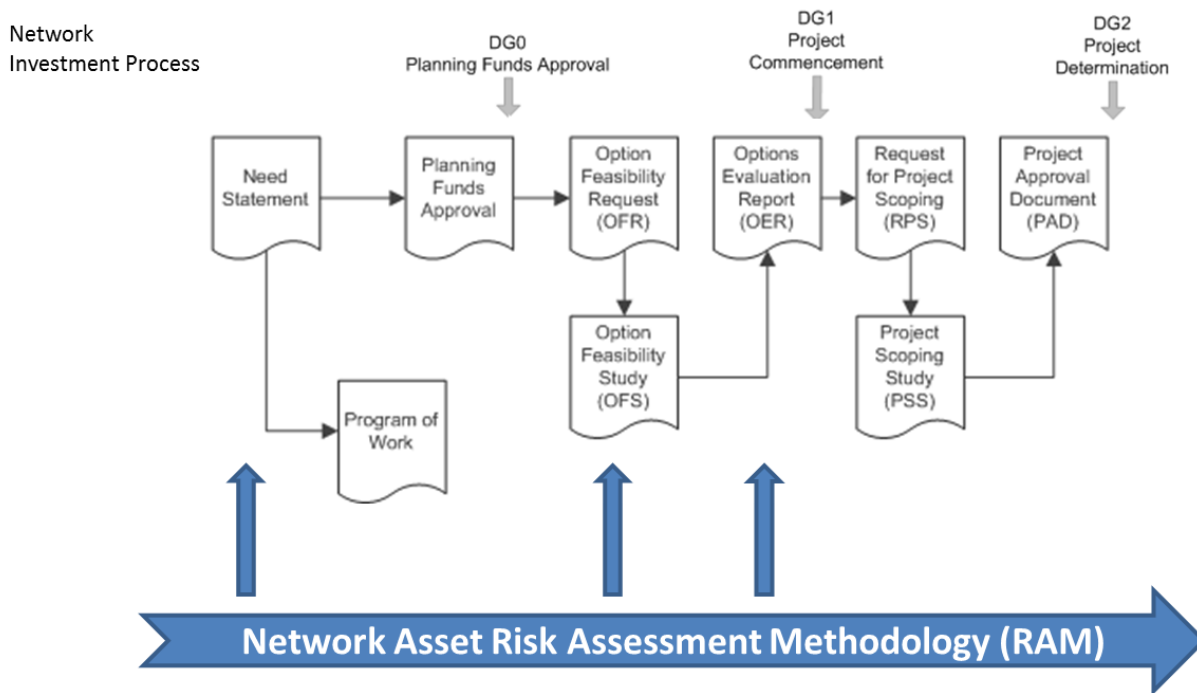 Network
Investment Process
DG0
Planning Funds Approval
DG1
Project
Commencement
DG2
Project
Determination
Need
Statement
Planning
Funds
Approval
Option
Feasibility
Request
(OFR)
Options
Evaluation
Report
(OER)
Request
for Project
Scoping
(RPS)
Project
Approval
Document
(PAD)
Option
Feasibility
Study
(OFS)
Project
Scoping
Study
(PSS)
Program of
Work
Network Asset Risk Assessment Methodology (RAM)